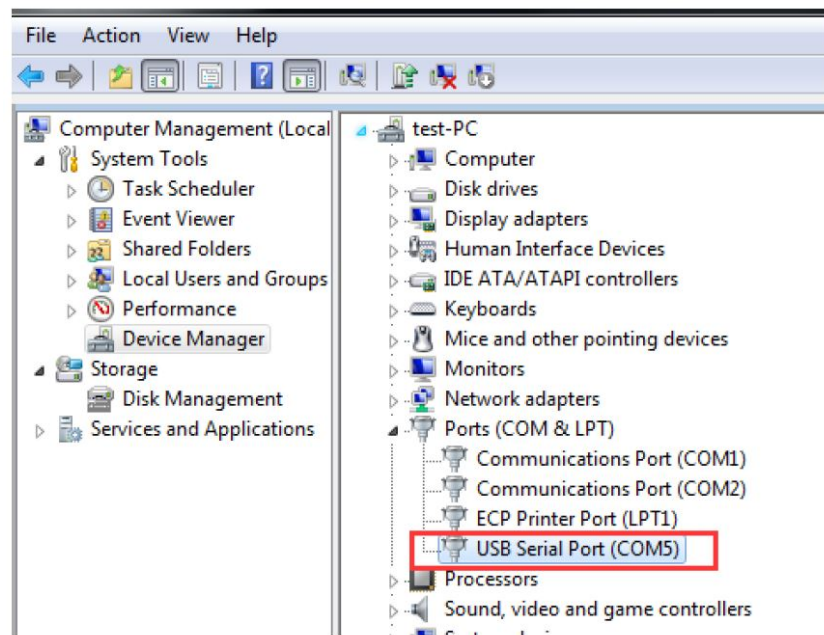 File Action View Help
Computer Management (Local
System Tools
Task Scheduler
Event Viewer
Shared Folders
Local Users and Groups
Performance
Device Manager
Storage
Disk Management
Services and Applications
test-PC
Computer
Disk drives
Display adapters
Human Interface Devices
IDE ATA/ATAPI controllers
Keyboards
Mice and other pointing devices
Monitors
Network adapters
Ports (COM & LPT)
Communications Port (COM1)
Communications Port (COM2)
ECP Printer Port (LPT1)
USB Serial Port (COM5)
Processors
Sound, video and game controllers